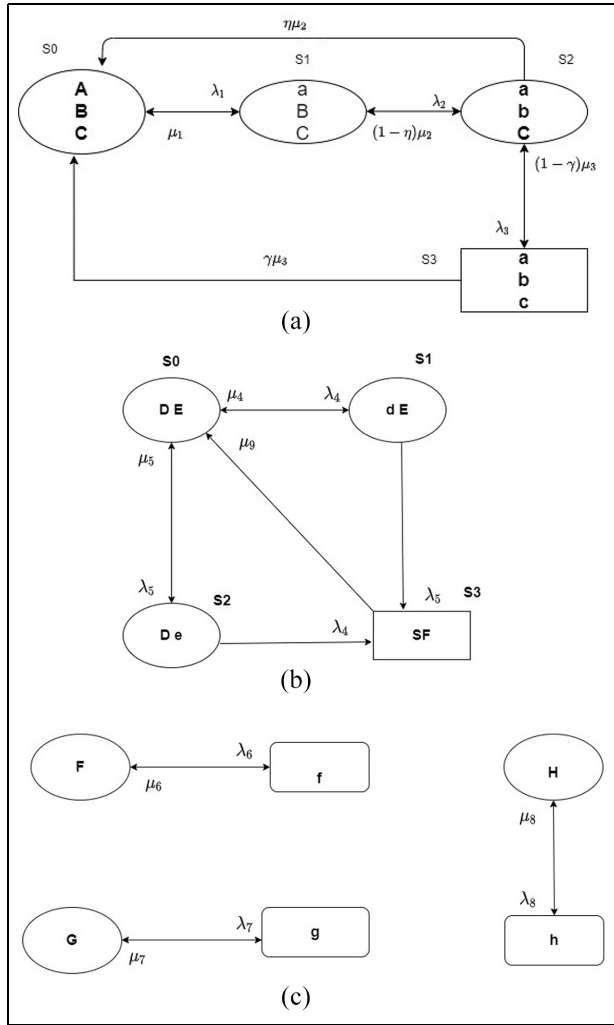 ημ₂
S0
S1
S2
A
B
C
λ₁
μ₁
a
B
C
λ₂
(1 − η)μ₂
a
b
C
(1 − γ)μ₃
λ₃
γμ₃
S3
a
b
c
(a)
S0
S1
D E
μ₄
λ₄
d E
μ₅
μ₉
λ₅
S2
λ₅
S3
D e
λ₄
SF
(b)
F
λ₆
μ₆
f
H
μ₈
λ₈
h
G
λ₇
μ₇
g
(c)